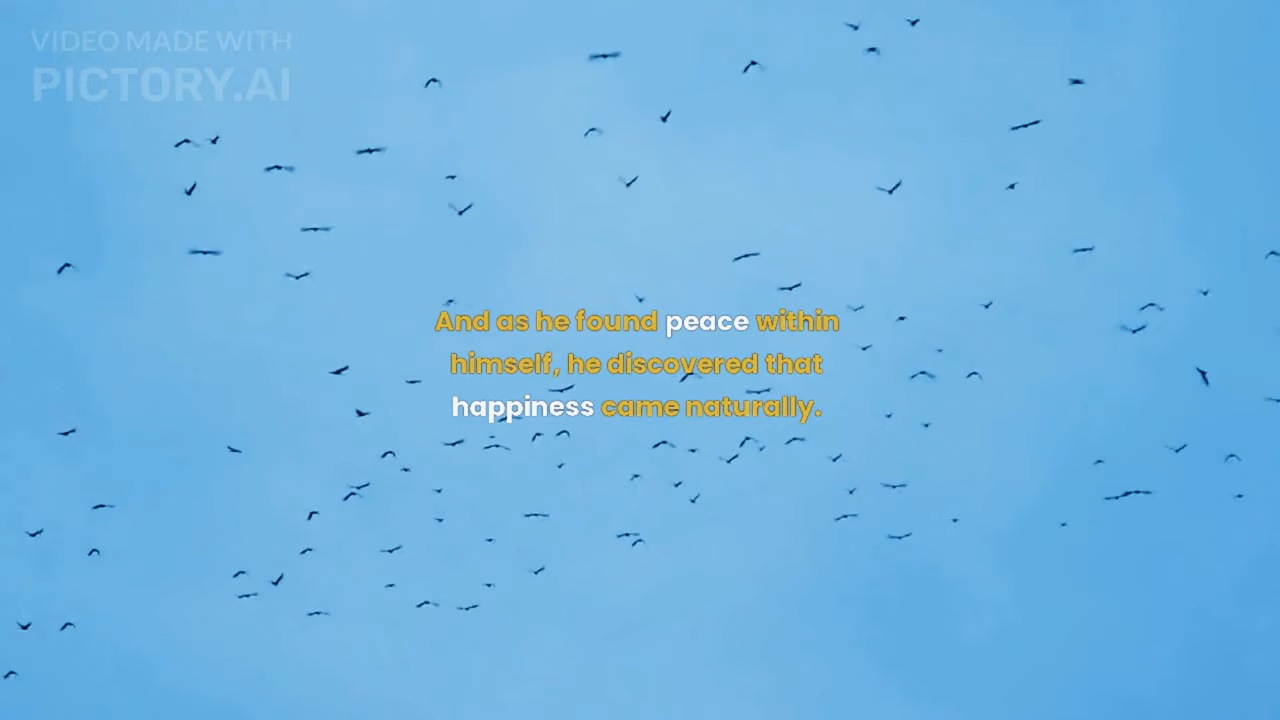 VIDEO MADE WITH
PICTORY.AI
And as he found peace within
himself, he discovered that
happiness came naturally.